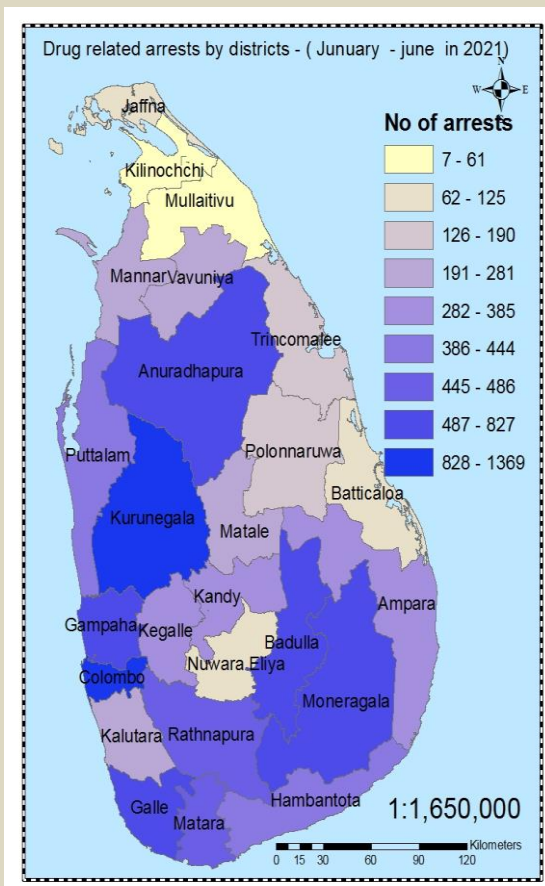 Drug related arrests by districts - ( Junuary - june in 2021)
N
W E
S
No of arrests
7 - 61
62 - 125
126 - 190
191 - 281
282 - 385
386 - 444
445 - 486
487 - 827
828 - 1369
Jaffna
Kilinochchi
Mullaitivu
Mannar
Vavuniya
Trincomalee
Anuradhapura
Puttalam
Polonnaruwa
Batticaloa
Kurunegala
Matale
Kandy
Ampara
Gampaha
Kegalle
Badulla
Nuwara Eliya
Colombo
Moneragala
Kalutara
Rathnapura
Galle
Matara
Hambantota
1:1,650,000
Kilometers
0 15 30 60 90 120